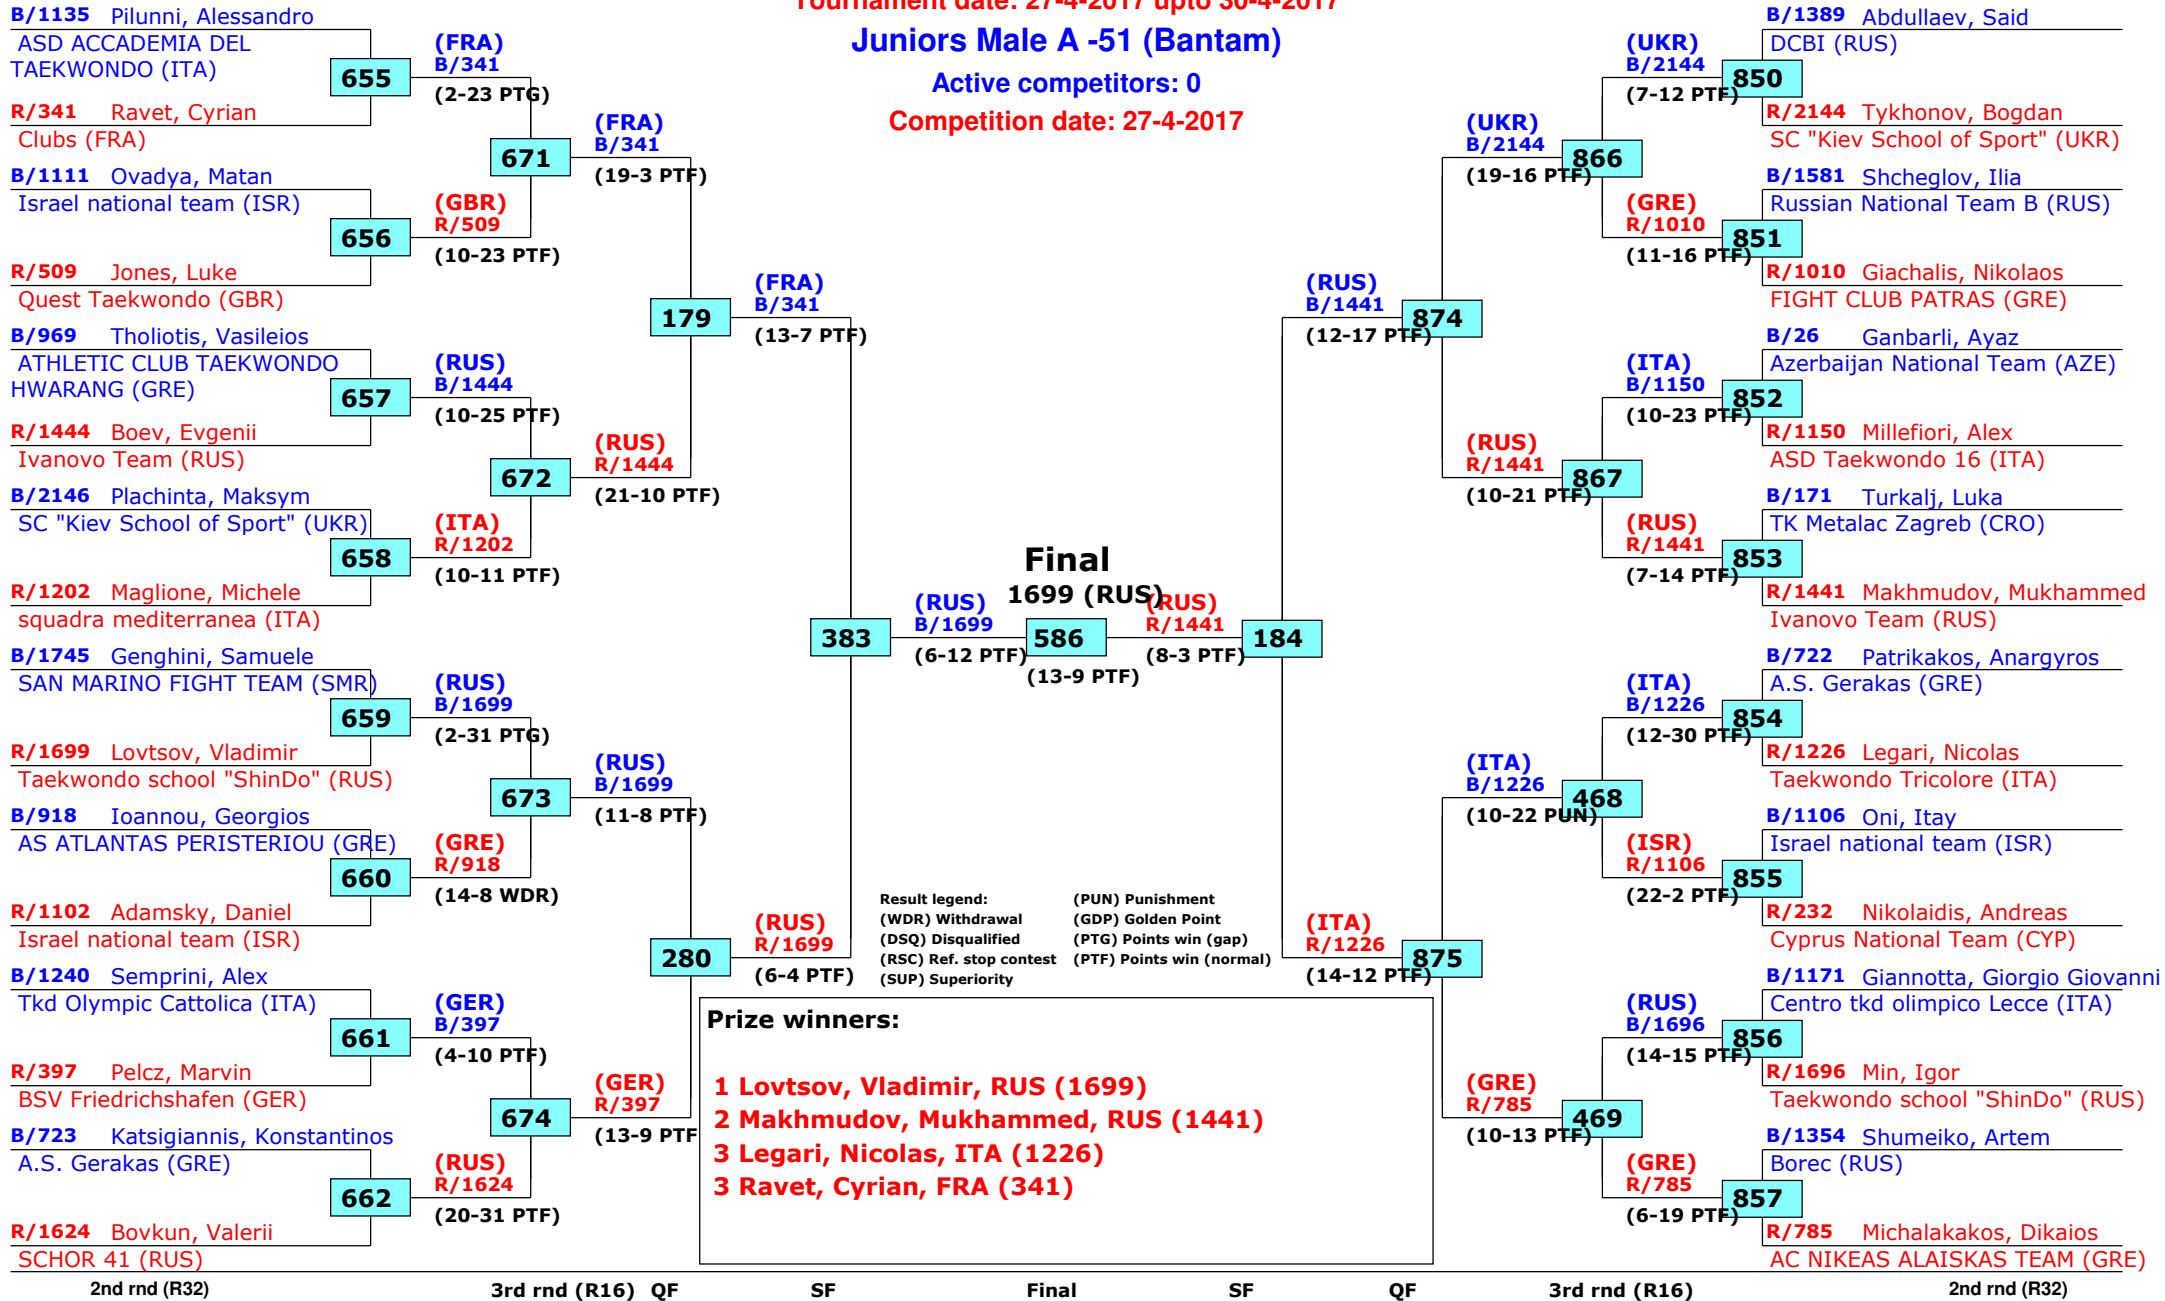 Tournament date: 27-4-2017 upto 30-4-2017
Juniors Male A -51 (Bantam)
Active competitors: 0
Competition date: 27-4-2017
B/1135 Pilunni, Alessandro
ASD ACCADEMIA DEL
TAEKWONDO (ITA)
655
R/341 Ravet, Cyrian
Clubs (FRA)
B/1111 Ovadya, Matan
Israel national team (ISR)
656
R/509 Jones, Luke
Quest Taekwondo (GBR)
B/969 Tholiotis, Vasileios
ATHLETIC CLUB TAEKWONDO
HWARANG (GRE)
657
R/1444 Boev, Evgenii
Ivanovo Team (RUS)
B/2146 Plachinta, Maksym
SC "Kiev School of Sport" (UKR)
658
R/1202 Maglione, Michele
squadra mediterranea (ITA)
B/1745 Genghini, Samuele
SAN MARINO FIGHT TEAM (SMR)
659
R/1699 Lovtsov, Vladimir
Taekwondo school "ShinDo" (RUS)
B/918 Ioannou, Georgios
AS ATLANTAS PERISTERIOU (GRE)
660
R/1102 Adamsky, Daniel
Israel national team (ISR)
B/1240 Semprini, Alex
Tkd Olympic Cattolica (ITA)
661
R/397 Pelcz, Marvin
BSV Friedrichshafen (GER)
B/723 Katsigiannis, Konstantinos
A.S. Gerakas (GRE)
662
R/1624 Bovkun, Valerii
SCHOR 41 (RUS)
(FRA)
B/341
(2-23 PTG)
671
(GBR)
R/509
(10-23 PTF)
(RUS)
B/1444
(10-25 PTF)
672
(ITA)
R/1202
(10-11 PTF)
(RUS)
B/1699
(2-31 PTG)
673
(GRE)
R/918
(14-8 WDR)
(GER)
B/397
(4-10 PTF)
674
(RUS)
R/1624
(20-31 PTF)
(FRA)
B/341
(19-3 PTF)
179
(RUS)
R/1444
(21-10 PTF)
(RUS)
B/1699
(11-8 PTF)
280
(GER)
R/397
(13-9 PTF
(FRA)
B/341
(13-7 PTF)
383
(RUS)
R/1699
(6-4 PTF)
(RUS)
B/1699
(6-12 PTF)
Final
1699 (RUS)
586
(13-9 PTF)
(RUS)
R/1441
(8-3 PTF)
184
(RUS)
B/1441
(12-17 PTF)
874
(ITA)
R/1226
(14-12 PTF)
875
(UKR)
B/2144
(19-16 PTF)
866
(RUS)
R/1441
(10-21 PTF)
867
(ITA)
B/1226
(10-22 PUN)
468
(GRE)
R/785
(10-13 PTF)
469
(UKR)
B/2144
(7-12 PTF)
850
(GRE)
R/1010
(11-16 PTF)
851
(ITA)
B/1150
(10-23 PTF)
852
(RUS)
R/1441
(7-14 PTF)
853
(ITA)
B/1226
(12-30 PTF)
854
(ISR)
R/1106
(22-2 PTF)
855
(RUS)
B/1696
(14-15 PTF)
856
(GRE)
R/785
(6-19 PTF)
857
B/1389 Abdullaev, Said
DCBI (RUS)
R/2144 Tykhonov, Bogdan
SC "Kiev School of Sport" (UKR)
B/1581 Shcheglov, Ilia
Russian National Team B (RUS)
R/1010 Giachalis, Nikolaos
FIGHT CLUB PATRAS (GRE)
B/26 Ganbarli, Ayaz
Azerbaijan National Team (AZE)
R/1150 Millefiori, Alex
ASD Taekwondo 16 (ITA)
B/171 Turkalj, Luka
TK Metalac Zagreb (CRO)
R/1441 Makhmudov, Mukhammed
Ivanovo Team (RUS)
B/722 Patrikakos, Anargyros
A.S. Gerakas (GRE)
R/1226 Legari, Nicolas
Taekwondo Tricolore (ITA)
B/1106 Oni, Itay
Israel national team (ISR)
R/232 Nikolaidis, Andreas
Cyprus National Team (CYP)
B/1171 Giannotta, Giorgio Giovanni
Centro tkd olimpico Lecce (ITA)
R/1696 Min, Igor
Taekwondo school "ShinDo" (RUS)
B/1354 Shumeiko, Artem
Borec (RUS)
R/785 Michalakakos, Dikaios
AC NIKEAS ALAISKAS TEAM (GRE)
Result legend:
(WDR) Withdrawal
(DSQ) Disqualified
(RSC) Ref. stop contest
(SUP) Superiority
(PUN) Punishment
(GDP) Golden Point
(PTG) Points win (gap)
(PTF) Points win (normal)
Prize winners:
1 Lovtsov, Vladimir, RUS (1699)
2 Makhmudov, Mukhammed, RUS (1441)
3 Legari, Nicolas, ITA (1226)
3 Ravet, Cyrian, FRA (341)
2nd rnd (R32) 3rd rnd (R16) QF SF Final SF QF 3rd rnd (R16) 2nd rnd (R32)